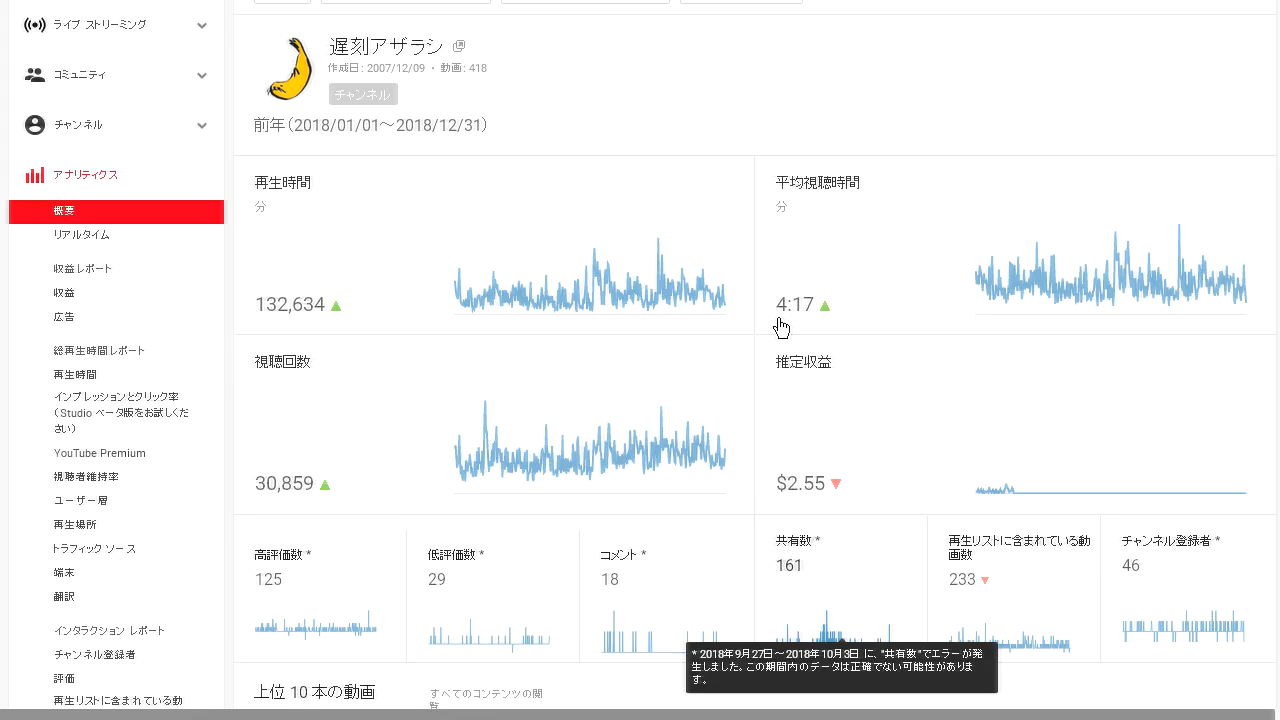 ライブ ストリーミング
コミュニティ
チャンネル
アナリティクス
概要
リアルタイム
収益レポート
収益
広告
総再生時間レポート
再生時間
インプレッションとクリック率
（Studio ベータ版をお試しくだ
さい）
YouTube Premium
視聴者維持率
ユーザー層
再生場所
トラフィック ソース
端末
翻訳
インタラクション レポート
チャンネル登録者
評価
再生リストに含まれている動
遅刻アザラシ
作成日: 2007/12/09 ・ 動画: 418
チャンネル
前年（2018/01/01～2018/12/31）
再生時間
分
132,634
平均視聴時間
分
4:17
視聴回数
30,859
推定収益
$2.55
高評価数 *
125
低評価数 *
29
コメント *
18
共有数 *
161
再生リストに含まれている動
画数
233
チャンネル登録者 *
46
* 2018年9月27日～2018年10月3日 に、"共有数"でエラーが発
生しました。この期間内のデータは正確でない可能性がありま
す。
上位 10 本の動画
すべてのコンテンツの閲
覧